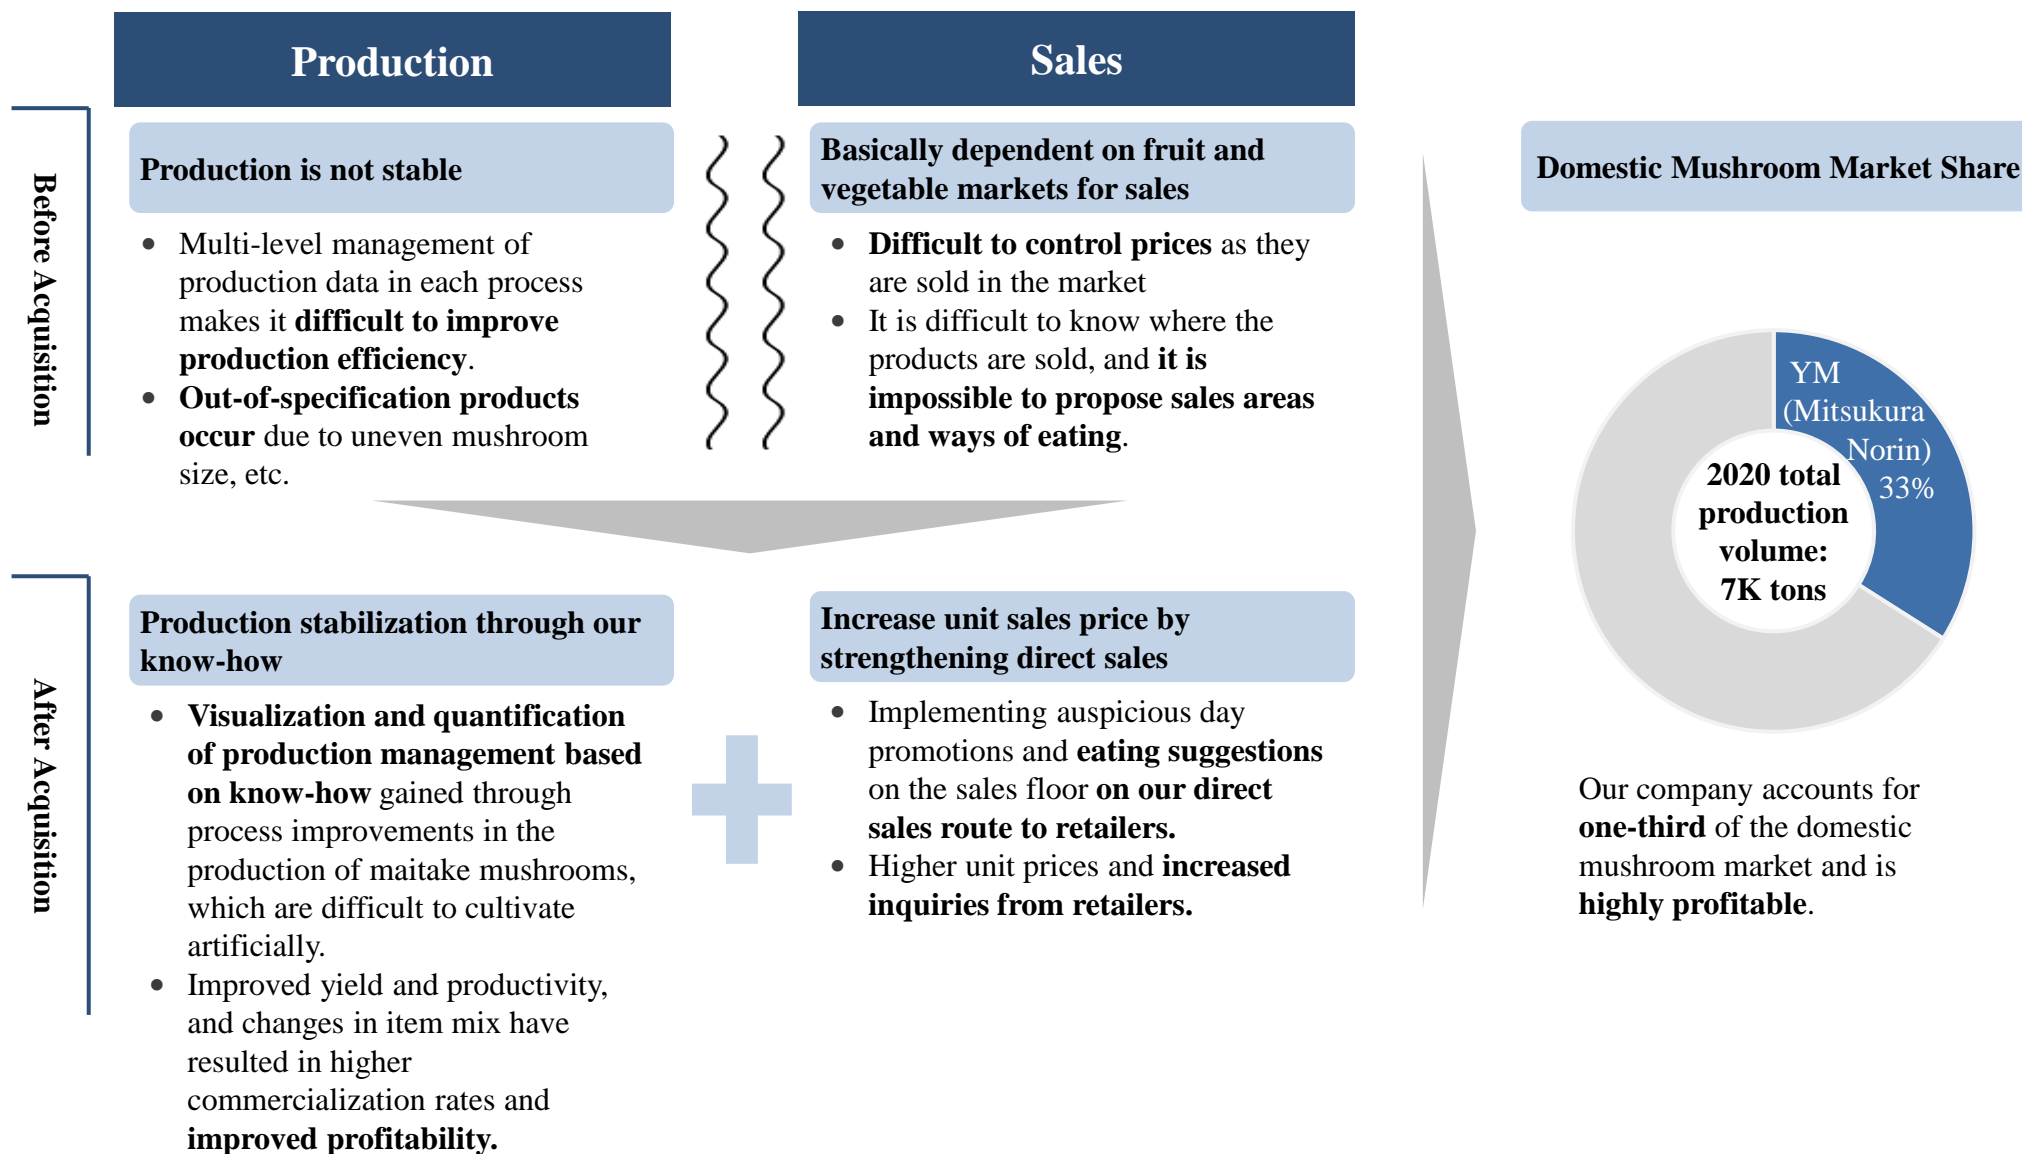 Production
Sales
Before Acquisition
Production is not stable
• Multi-level management of
production data in each process
makes it difficult to improve
production efficiency.
• Out-of-specification products
occur due to uneven mushroom
size, etc.
Basically dependent on fruit and
vegetable markets for sales
• Difficult to control prices as they
are sold in the market
• It is difficult to know where the
products are sold, and it is
impossible to propose sales areas
and ways of eating.
After Acquisition
Production stabilization through our
know-how
• Visualization and quantification
of production management based
on know-how gained through
process improvements in the
production of maitake mushrooms,
which are difficult to cultivate
artificially.
• Improved yield and productivity,
and changes in item mix have
resulted in higher
commercialization rates and
improved profitability.
Increase unit sales price by
strengthening direct sales
• Implementing auspicious day
promotions and eating suggestions
on the sales floor on our direct
sales route to retailers.
• Higher unit prices and increased
inquiries from retailers.
Domestic Mushroom Market Share
YM
(Mitsukura
Norin)
33%
2020 total
production
volume:
7K tons
Our company accounts for
one-third of the domestic
mushroom market and is
highly profitable.